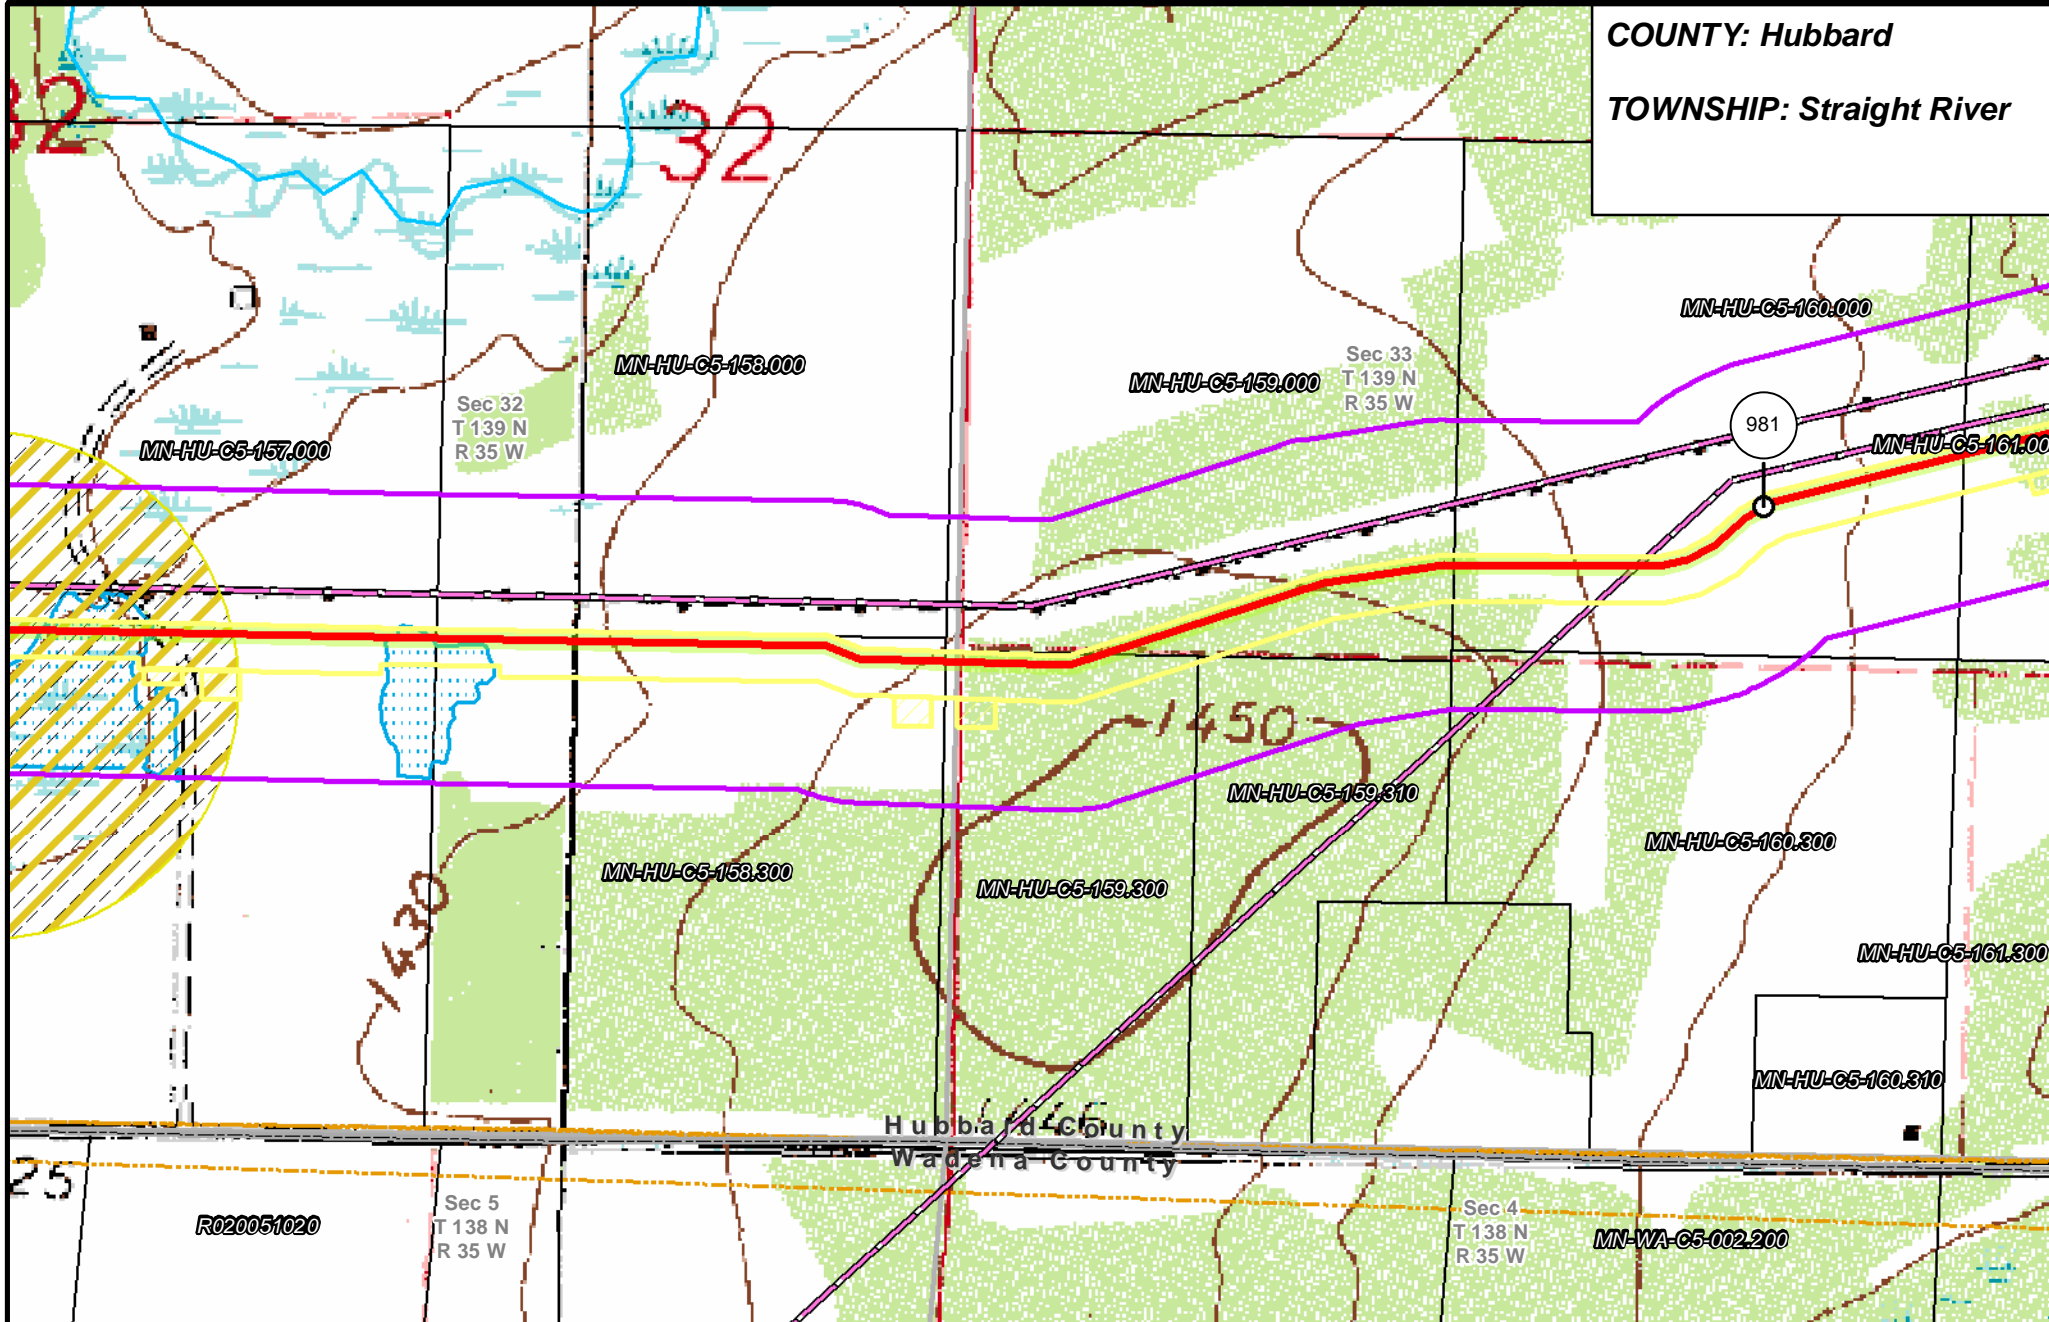 COUNTY: Hubbard
TOWNSHIP: Straight River
32
32
MN-HU-C5-160.000
MN-HU-C5-158.000
MN-HU-C5-159.000
Sec 33
T 139 N
R 35 W
Sec 32
T 139 N
R 35 W
981
MN-HU-C5-157.000
MN-HU-C5-161.00
1450
MN-HU-C5-159.310
MN-HU-C5-160.300
MN-HU-C5-158.300
MN-HU-C5-159.300
1430
MN-HU-C5-161.300
MN-HU-C5-160.310
Hubbard County
Wadena County
25
Sec 5
T 138 N
R 35 W
R020051020
Sec 4
T 138 N
R 35 W
MN-WA-C5-002.200